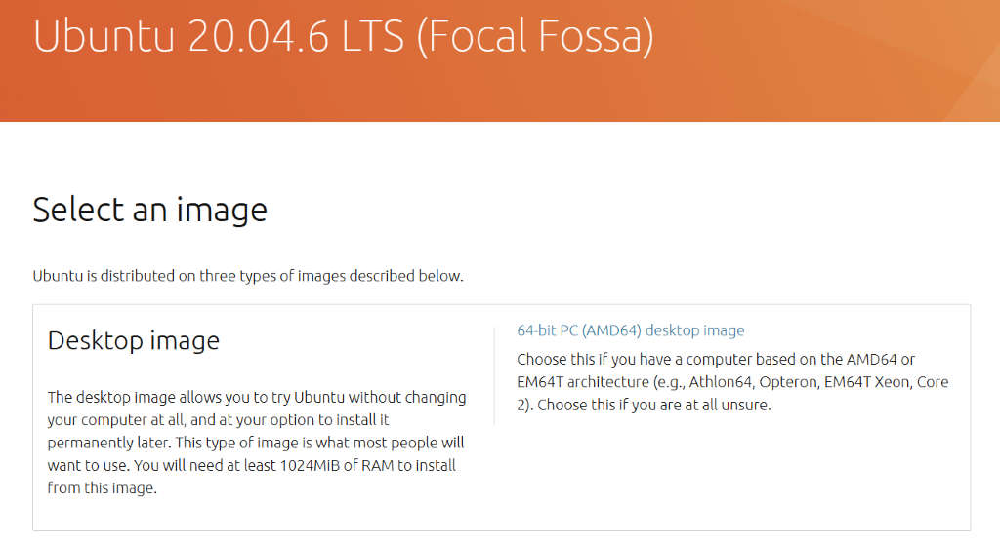 Ubuntu 20.04.6 LTS (Focal Fossa)
Select an image
Ubuntu is distributed on three types of images described below.
Desktop image
The desktop image allows you to try Ubuntu without changing
your computer at all, and at your option to install it
permanently later. This type of image is what most people will
want to use. You will need at least 1024MiB of RAM to install
from this image.
64-bit PC (AMD64) desktop image
Choose this if you have a computer based on the AMD64 or
EM64T architecture (e.g., Athlon64, Opteron, EM64T Xeon, Core
2). Choose this if you are at all unsure.